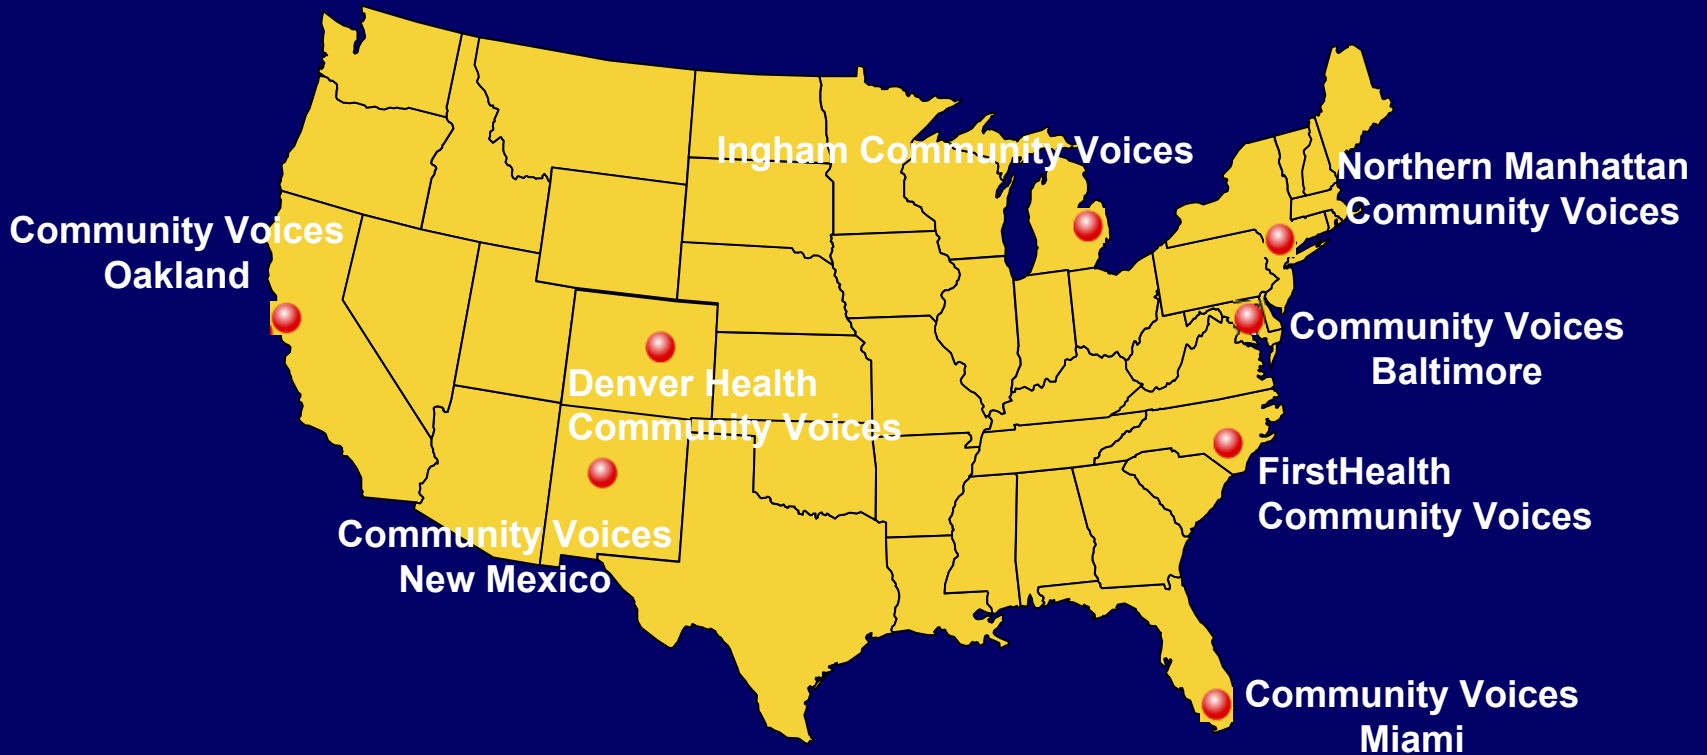 Ingham Community Voices
Northern Manhattan
Community Voices
Community Voices
Oakland
Community Voices
Baltimore
Denver Health
Community Voices
FirstHealth
Community Voices
Community Voices
New Mexico
Community Voices
Miami